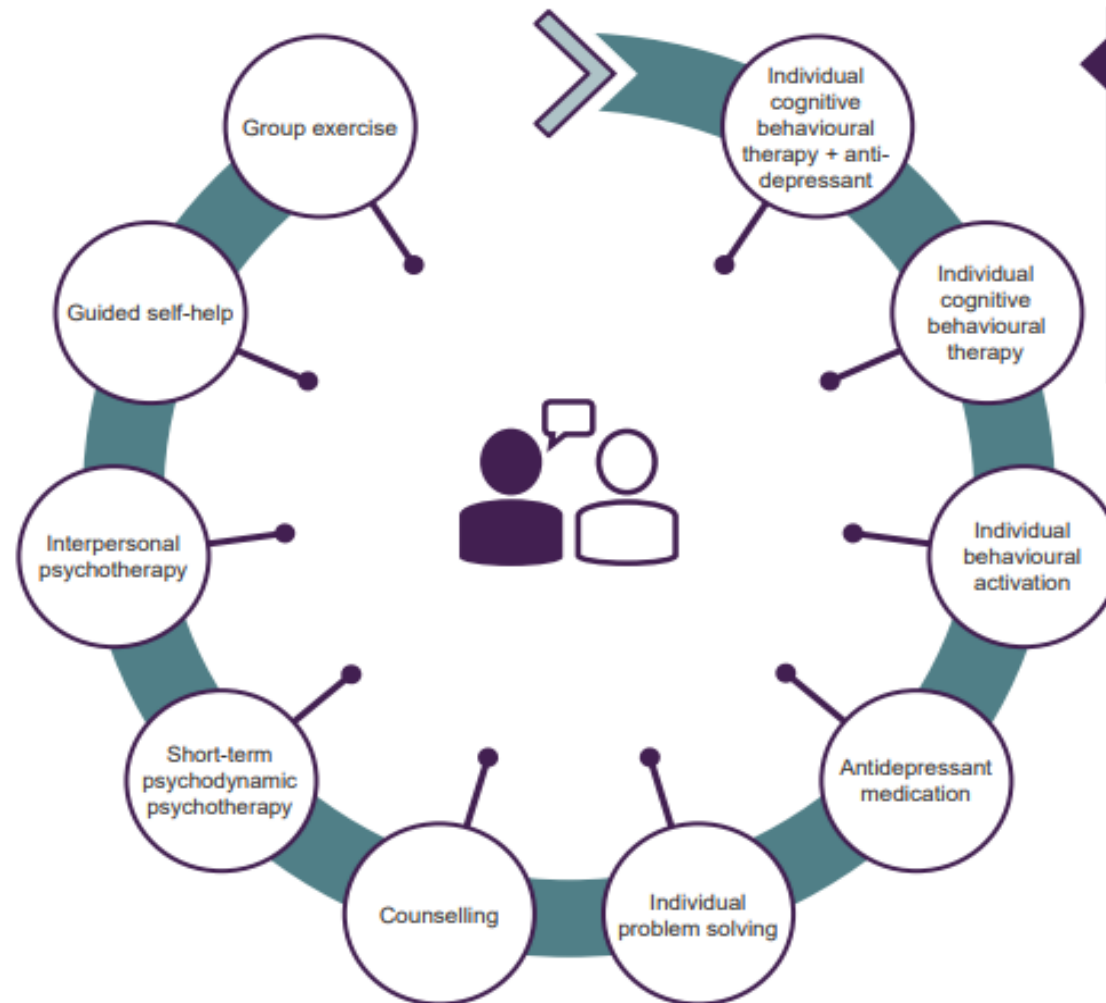 Individual
cognitive
behavioural
therapy + anti-
depressant
Individual
cognitive
behavioural
therapy
Individual
behavioural
activation
Antidepressant
medication
Individual
problem solving
Counselling
Short-term
psychodynamic
psychotherapy
Interpersonal
psychotherapy
Guided self-help
Group exercise